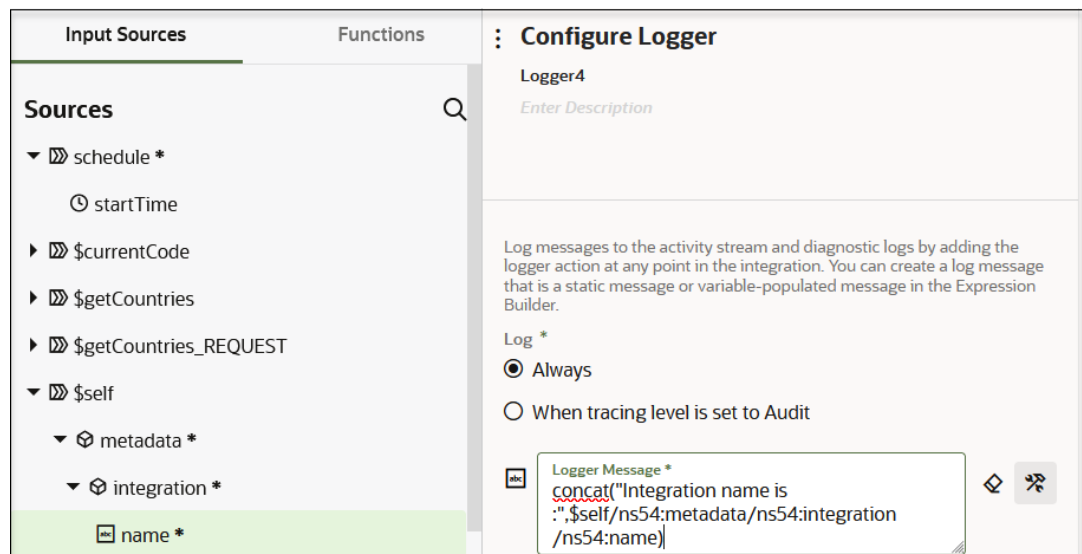 Input Sources
Functions
Sources
schedule *
startTime
$currentCode
$getCountries
$getCountries_REQUEST
$self
metadata *
integration *
name *
Configure Logger
Logger4
Enter Description
Log messages to the activity stream and diagnostic logs by adding the
logger action at any point in the integration. You can create a log message
that is a static message or variable-populated message in the Expression
Builder.
Log *
Always
When tracing level is set to Audit
abc
Logger Message *
concat("Integration name is
:",$self/ns54:metadata/ns54:integration
/ns54:name)